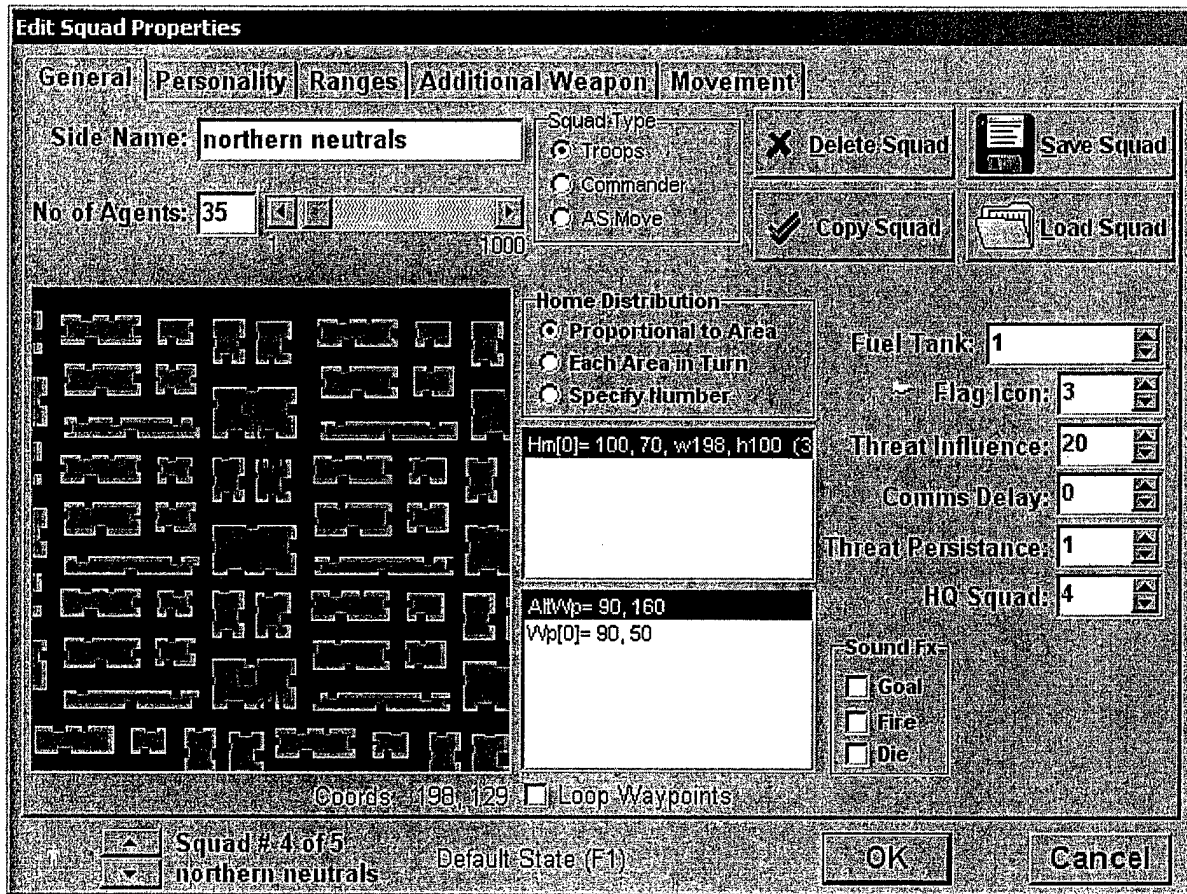 Edit Squad Properties
General Personality Ranges Additional Weapon Movement
Side Name: northern neutrals
No of Agents: 35
1 1000
Squad Type
Troops
Commander
AS Move
Delete Squad
Save Squad
Copy Squad
Load Squad
Home Distribution
Proportional to Area
Each Area in Turn
Specify Number
Hm[0]= 100, 70, w198, h100 (3
AltWp= 90, 160
Wp[0]= 90, 50
Fuel Tank: 1
Flag Icon: 3
Threat Influence: 20
Comms Delay: 0
Threat Persistance: 1
HQ Squad: 4
Sound Fx
Goal
Fire
Die
Coords: 198, 129
Loop Waypoints
Squad # 4 of 5
northern neutrals
Default State (F1)
OK
Cancel